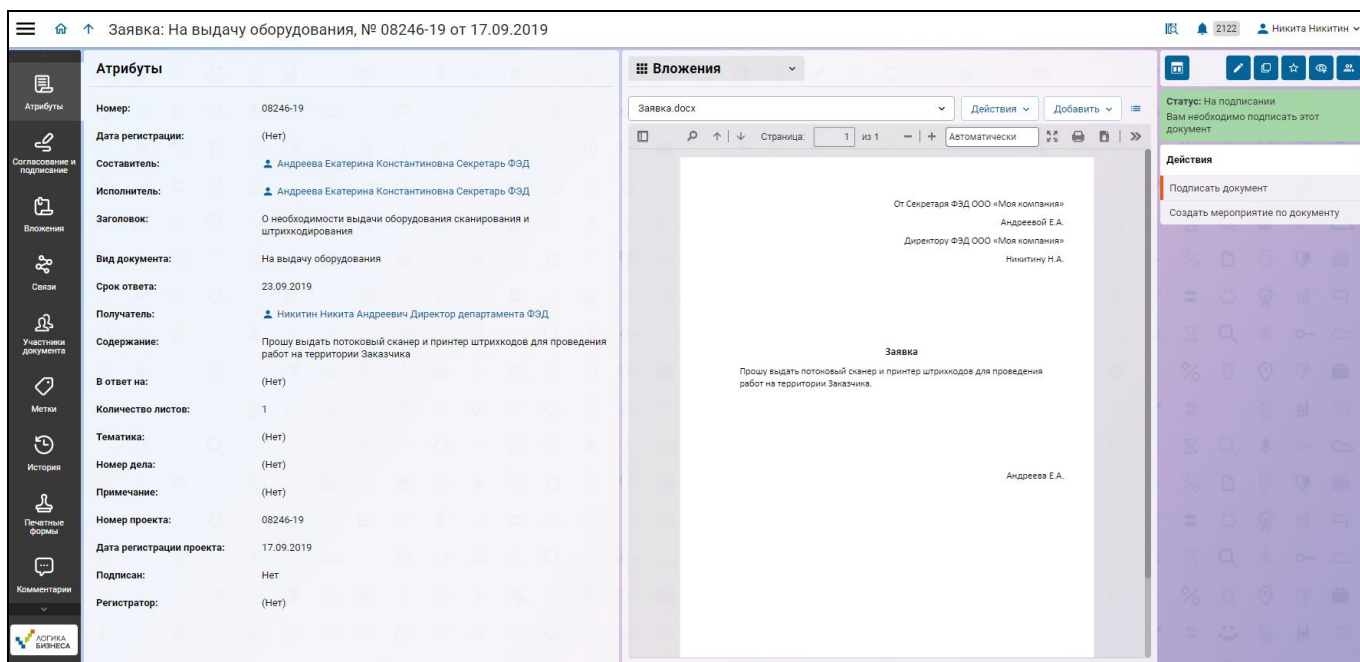 Заявка: На выдачу оборудования, № 08246-19 от 17.09.2019
2122
Никита Никитин
Атрибуты
Согласование и
подписание
Вложения
Связи
Участники
документа
Метки
История
Печатные
формы
Комментарии
ЛОГИКА
БИЗНЕСА
Атрибуты
Номер: 08246-19
Дата регистрации: (Нет)
Составитель: Андреева Екатерина Константиновна Секретарь ФЭД
Исполнитель: Андреева Екатерина Константиновна Секретарь ФЭД
Заголовок: О необходимости выдачи оборудования сканирования и
штрихкодирования
Вид документа: На выдачу оборудования
Срок ответа: 23.09.2019
Получатель: Никитин Никита Андреевич Директор департамента ФЭД
Содержание: Прошу выдать потоковый сканер и принтер штрихкодов для проведения
работ на территории Заказчика
В ответ на: (Нет)
Количество листов: 1
Тематика: (Нет)
Номер дела: (Нет)
Примечание: (Нет)
Номер проекта: 08246-19
Дата регистрации проекта: 17.09.2019
Подписан: Нет
Регистратор: (Нет)
Вложения
Заявка.docx
Действия
Добавить
Страница: 1 из 1
Автоматически
От Секретаря ФЭД ООО «Моя компания»
Андреевой Е.А.
Директору ФЭД ООО «Моя компания»
Никитину Н.А.
Заявка
Прошу выдать потоковый сканер и принтер штрихкодов для проведения
работ на территории Заказчика.
Андреева Е.А.
Статус: На подписании
Вам необходимо подписать этот
документ
Действия
Подписать документ
Создать мероприятие по документу